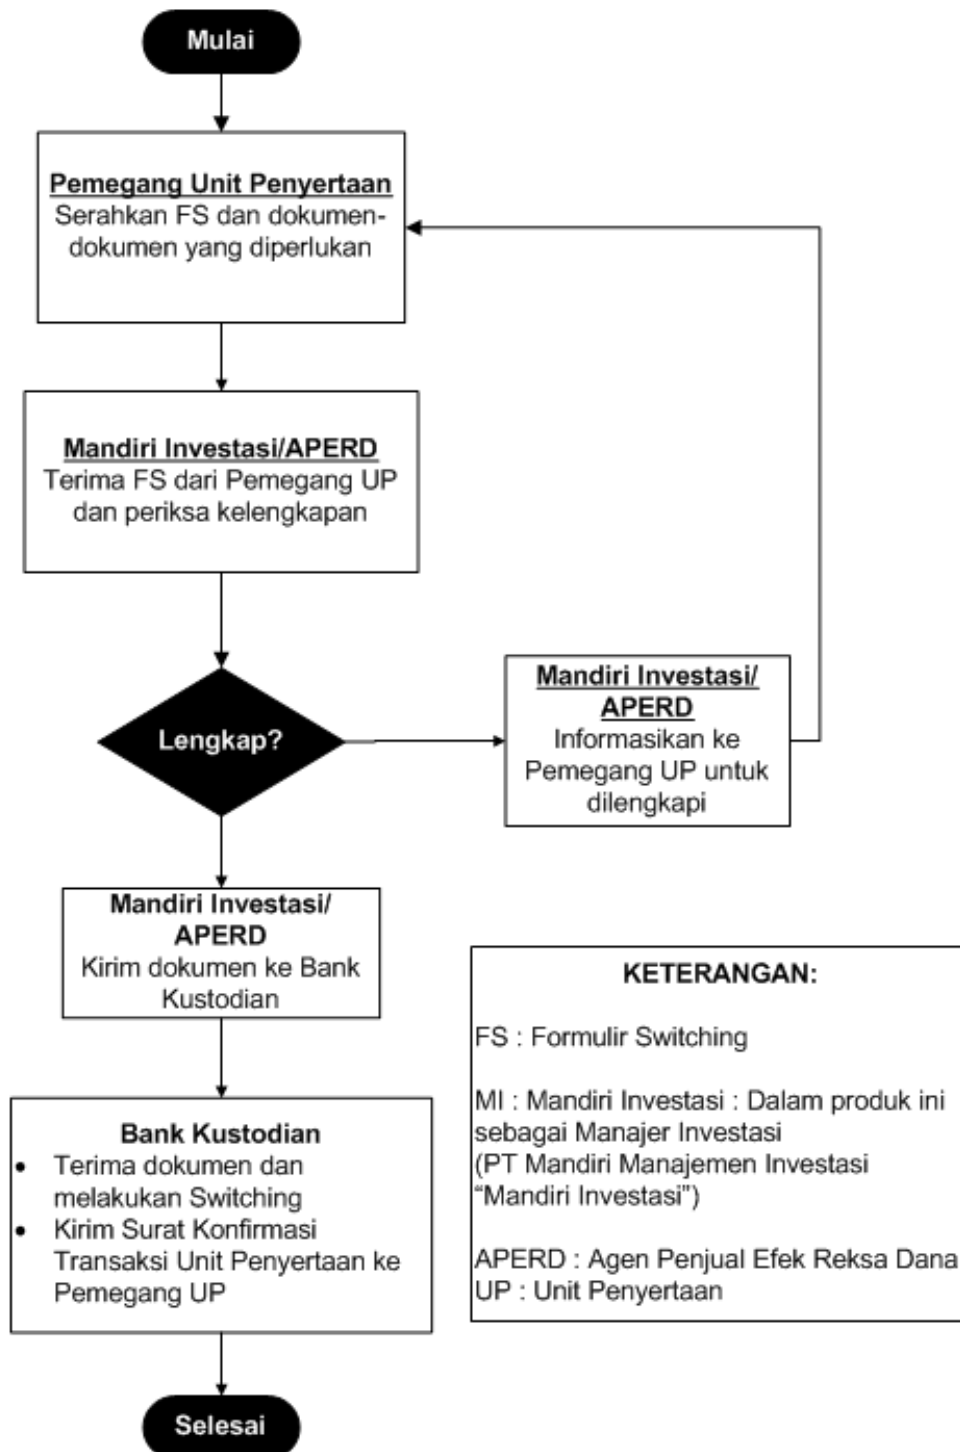 Mulai
Pemegang Unit Penyertaan
Serahkan FS dan dokumen-
dokumen yang diperlukan
Mandiri Investasi/APERD
Terima FS dari Pemegang UP
dan periksa kelengkapan
Lengkap?
Mandiri Investasi/
APERD
Informasikan ke
Pemegang UP untuk
dilengkapi
Mandiri Investasi/
APERD
Kirim dokumen ke Bank
Kustodian
Bank Kustodian
• Terima dokumen dan
melakukan Switching
• Kirim Surat Konfirmasi
Transaksi Unit Penyertaan ke
Pemegang UP
Selesai
KETERANGAN:
FS : Formulir Switching
MI : Mandiri Investasi : Dalam produk ini
sebagai Manajer Investasi
(PT Mandiri Manajemen Investasi
“Mandiri Investasi”)
APERD : Agen Penjual Efek Reksa Dana
UP : Unit Penyertaan